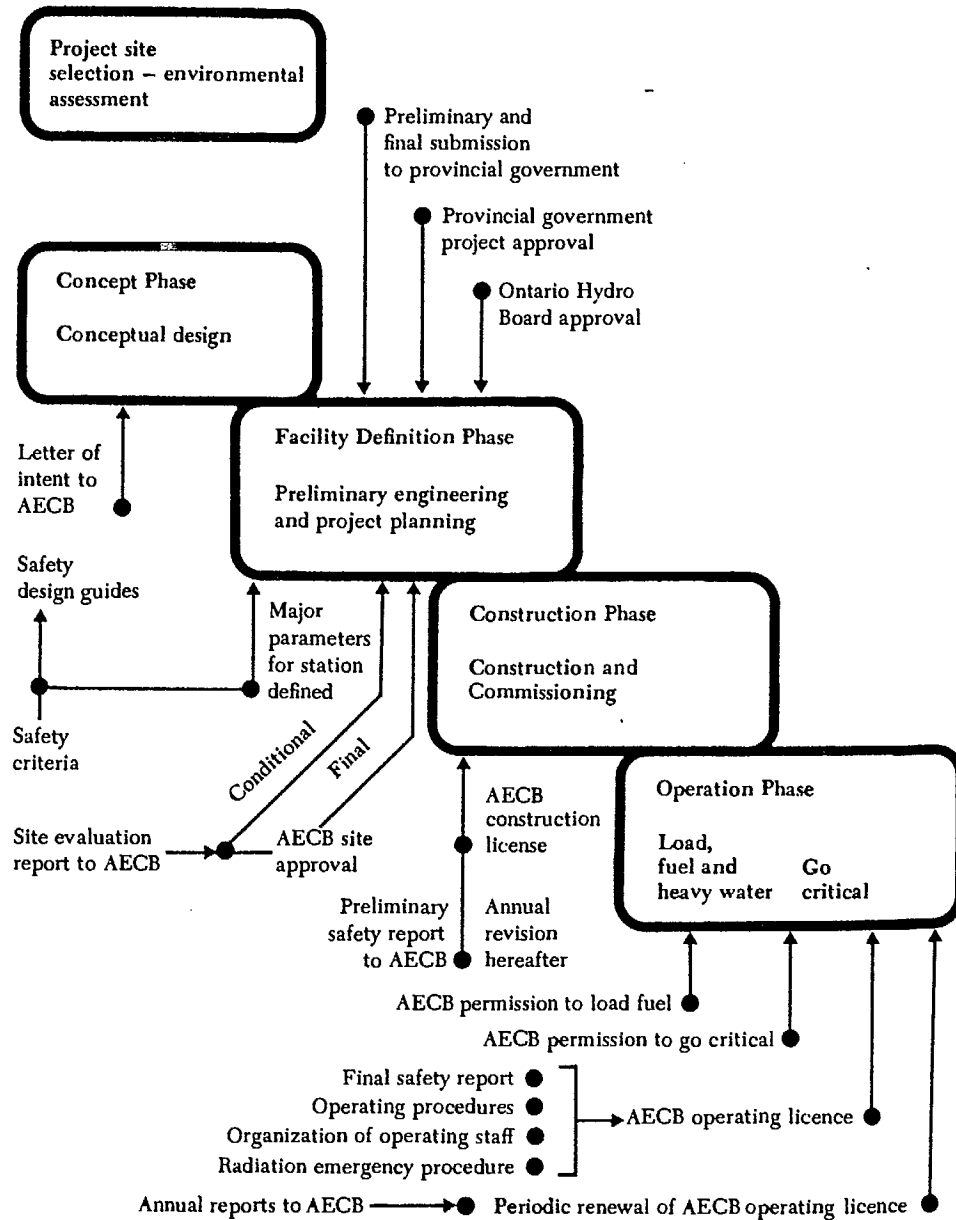 Project site
selection – environmental
assessment
Preliminary and
final submission
to provincial government
Provincial government
project approval
Ontario Hydro
Board approval
Concept Phase
Conceptual design
Letter of
intent to
AECB
Facility Definition Phase
Preliminary engineering
and project planning
Safety
design guides
Major
parameters
for station
defined
Safety
criteria
Conditional
Final
Construction Phase
Construction and
Commissioning
Site evaluation
report to AECB
AECB site
approval
AECB
construction
license
Preliminary
safety report
to AECB
Annual
revision
hereafter
Operation Phase
Load,
fuel and
heavy water
Go
critical
AECB permission to load fuel
AECB permission to go critical
Final safety report
Operating procedures
Organization of operating staff
Radiation emergency procedure
AECB operating licence
Annual reports to AECB
Periodic renewal of AECB operating licence